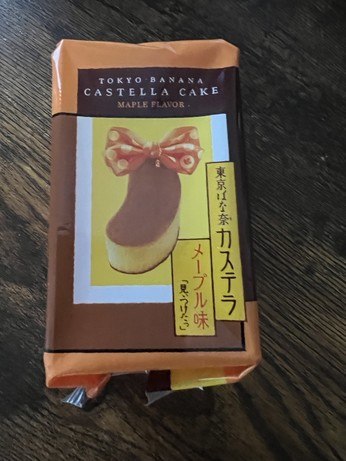 TOKYO BANANA
CASTELLA CAKE
MAPLE FLAVOR.
東京ばな奈カステラ
メープル味
「見ぃつけたっ」